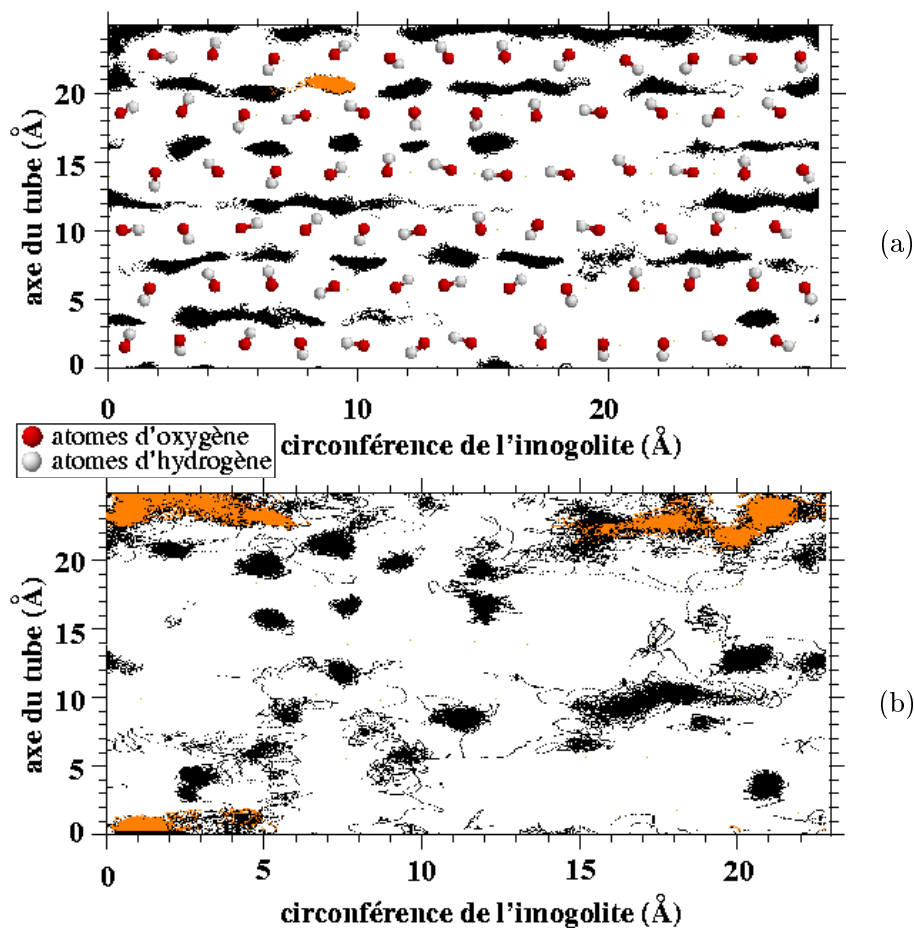 axe du tube (Å)
20
15
10
5
0
(a)
0
10
20
circonférence de l'imogolite (Å)
atomes d'oxygène
atomes d'hydrogène
axe du tube (Å)
20
15
10
5
0
(b)
0
5
10
15
20
circonférence de l'imogolite (Å)